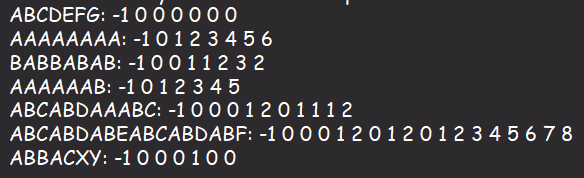 ABCDEFG: -1 0 0 0 0 0 0
AAAAAAAA: -1 0 1 2 3 4 5 6
BABBABAB: -1 0 0 1 1 2 3 2
AAAAAAB: -1 0 1 2 3 4 5
ABCABDAAABC: -1 0 0 0 1 2 0 1 1 1 2
ABCABDABEABCABDABF: -1 0 0 0 1 2 0 1 2 0 1 2 3 4 5 6 7 8
ABBACXY: -1 0 0 0 1 0 0